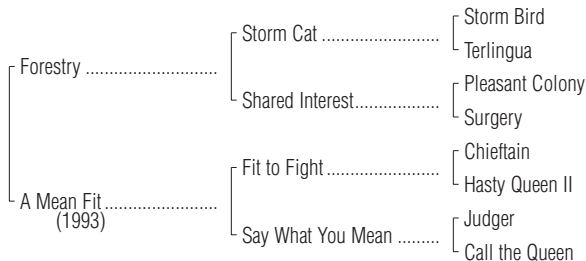 Storm Bird
Storm Cat ............................
Terlingua
Forestry ................................
Pleasant Colony
Shared Interest....................
Surgery
Chieftain
Fit to Fight ..........................
Hasty Queen II
A Mean Fit ...........................
(1993)
Judger
Say What You Mean .........
Call the Queen